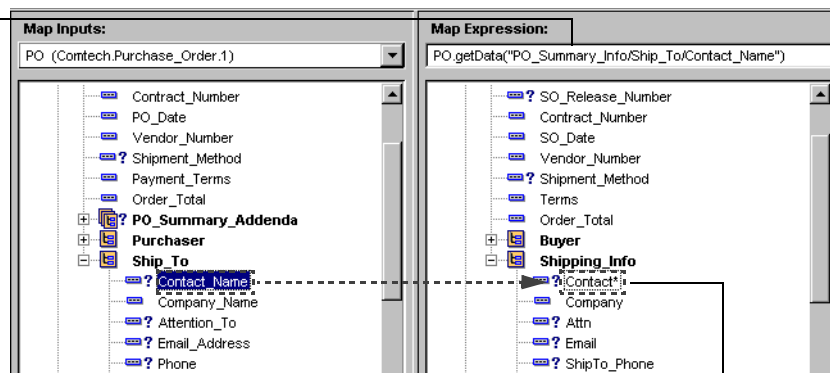 Map Inputs:
PO (Comtech.Purchase_Order.1)
Contract_Number
PO_Date
Vendor_Number
? Shipment_Method
Payment_Terms
Order_Total
? PO_Summary_Addenda
Purchaser
Ship_To
? Contact_Name
Company_Name
? Attention_To
? Email_Address
? Phone
Map Expression:
PO.getData("PO_Summary_Info/Ship_To/Contact_Name")
? SO_Release_Number
Contract_Number
SO_Date
Vendor_Number
? Shipment_Method
Terms
Order_Total
Buyer
Shipping_Info
? Contact*
Company
? Attn
? Email
? ShipTo_Phone